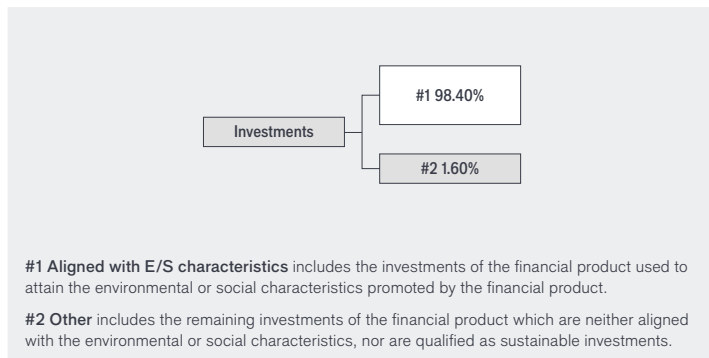 #1 98.40%
Investments
#2 1.60%
#1 Aligned with E/S characteristics includes the investments of the financial product used to
attain the environmental or social characteristics promoted by the financial product.
#2 Other includes the remaining investments of the financial product which are neither aligned
with the environmental or social characteristics, nor are qualified as sustainable investments.